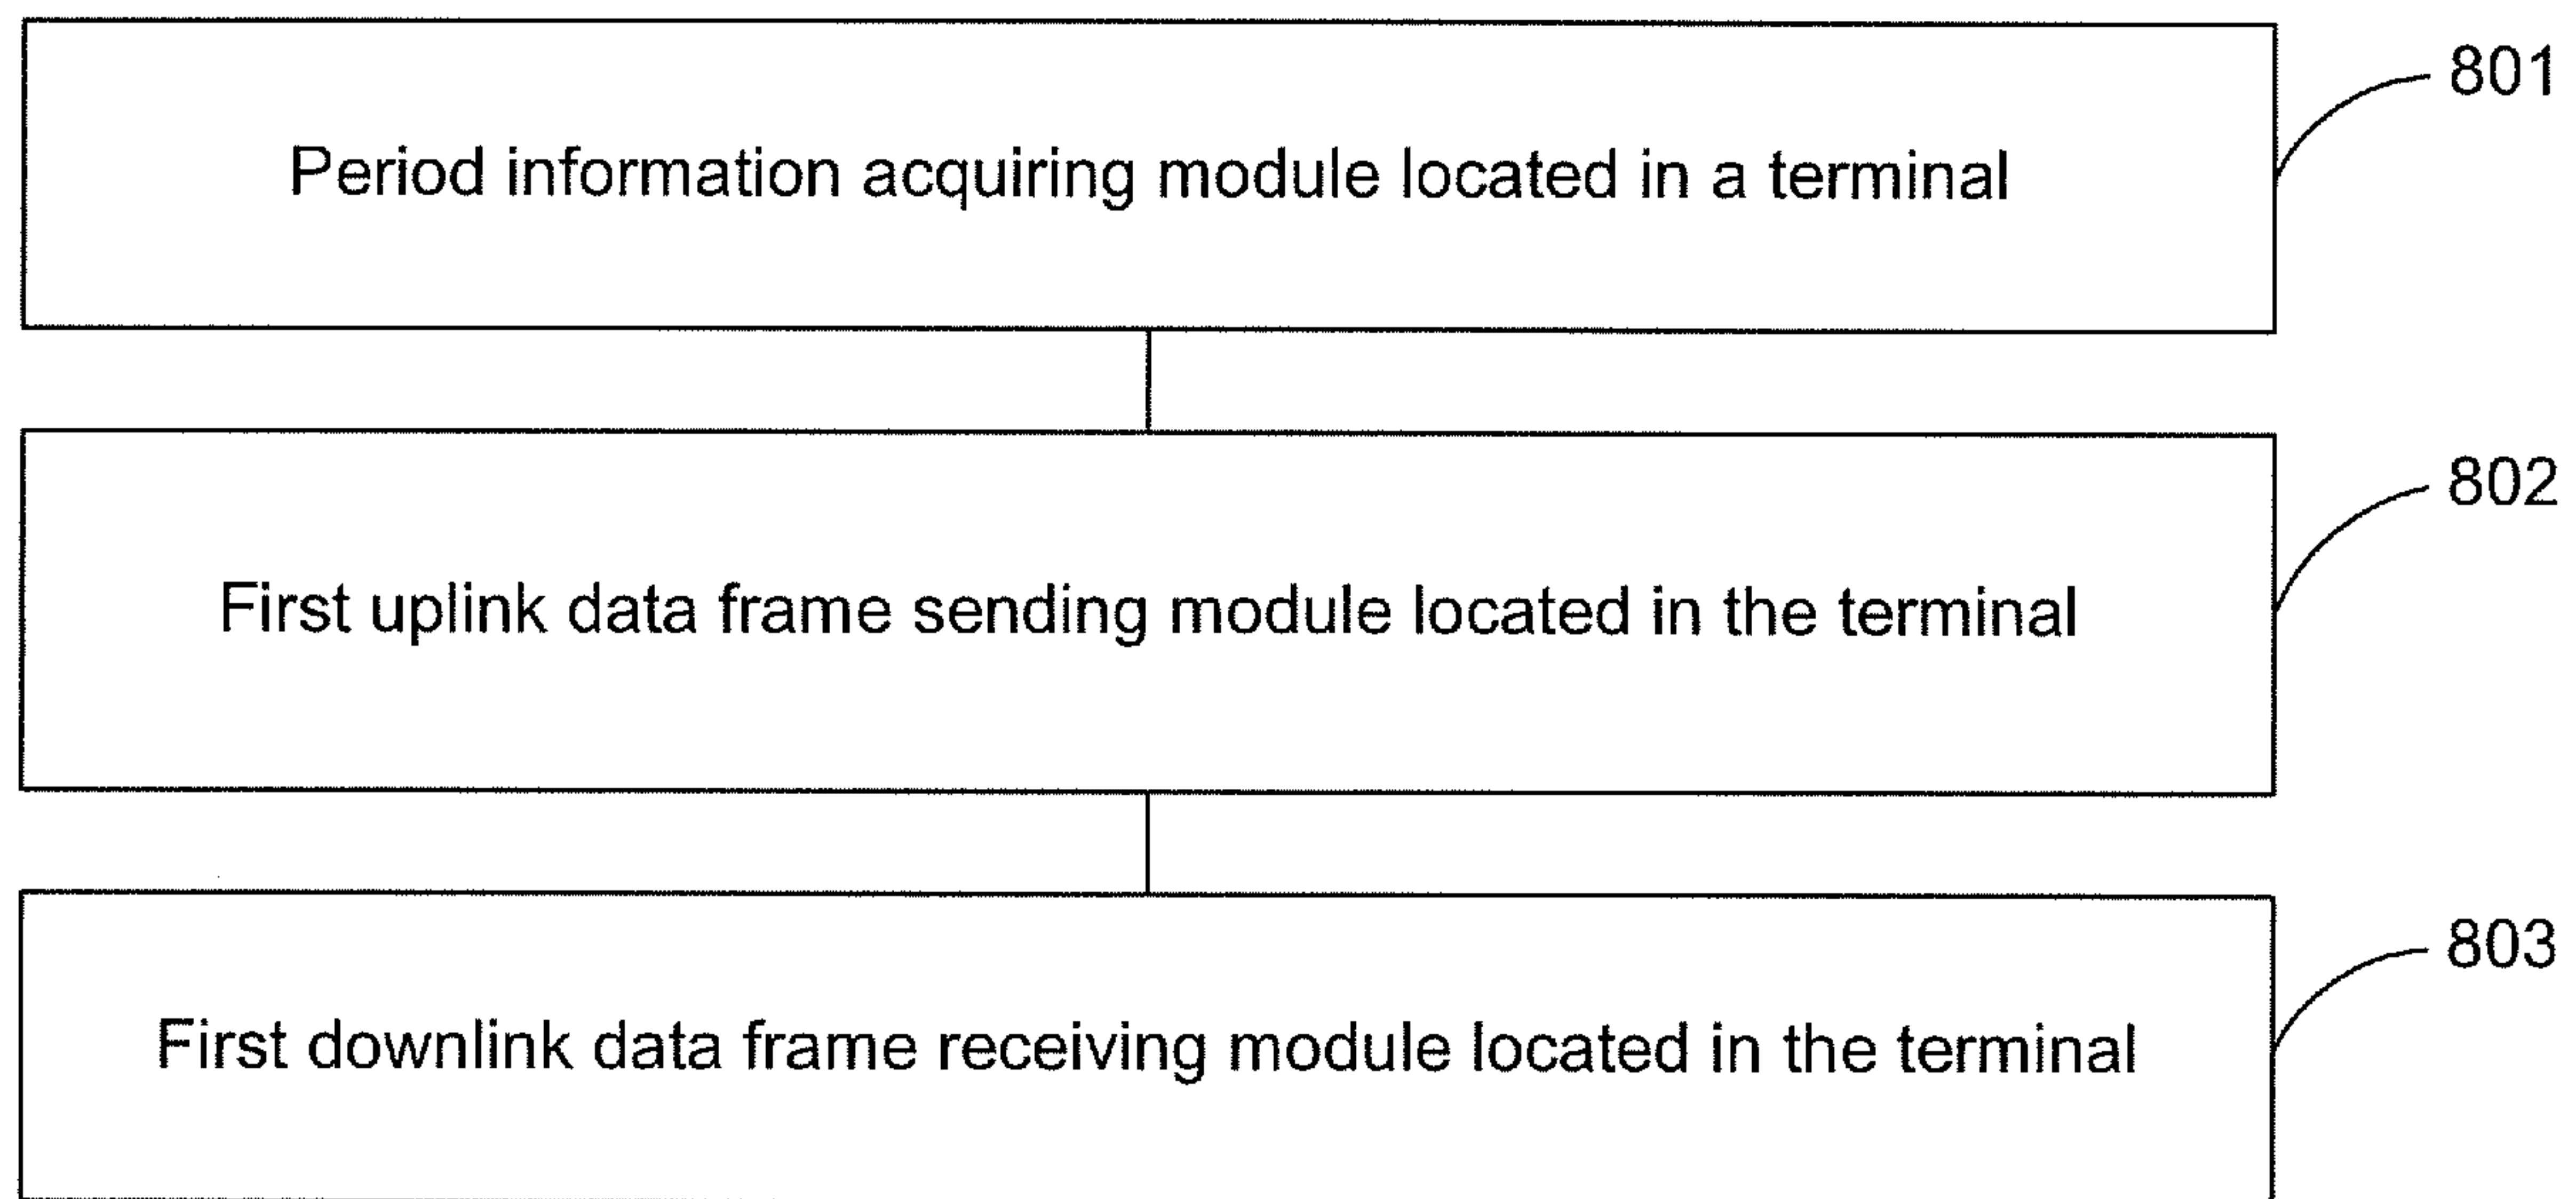 801
Period information acquiring module located in a terminal
802
First uplink data frame sending module located in the terminal
803
First downlink data frame receiving module located in the terminal